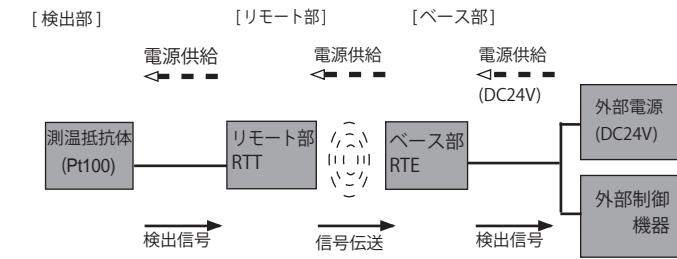 [検出部]
[リモート部]
[ベース部]
電源供給
電源供給
電源供給
(DC24V)
測温抵抗体
(Pt100)
リモート部
RTT
ベース部
RTE
外部電源
(DC24V)
外部制御
機器
検出信号
信号伝送
検出信号